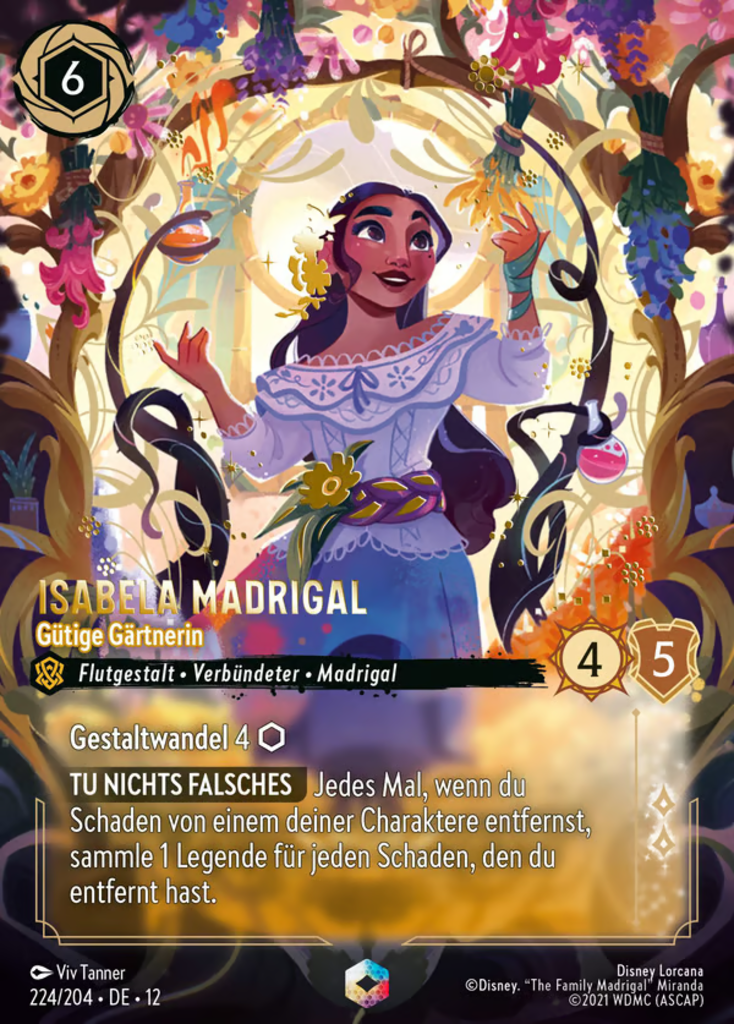 6
ISABELA MADRIGAL
Gütige Gärtnerin
Flutgestalt • Verbündeter • Madrigal
4
5
Gestaltwandel 4 ⬡
TU NICHTS FALSCHES Jedes Mal, wenn du
Schaden von einem deiner Charaktere entfernst,
sammle 1 Legende für jeden Schaden, den du
entfernt hast.
Viv Tanner
224/204 • DE • 12
Disney Lorcana
©Disney. "The Family Madrigal" Miranda
©2021 WDMC (ASCAP)